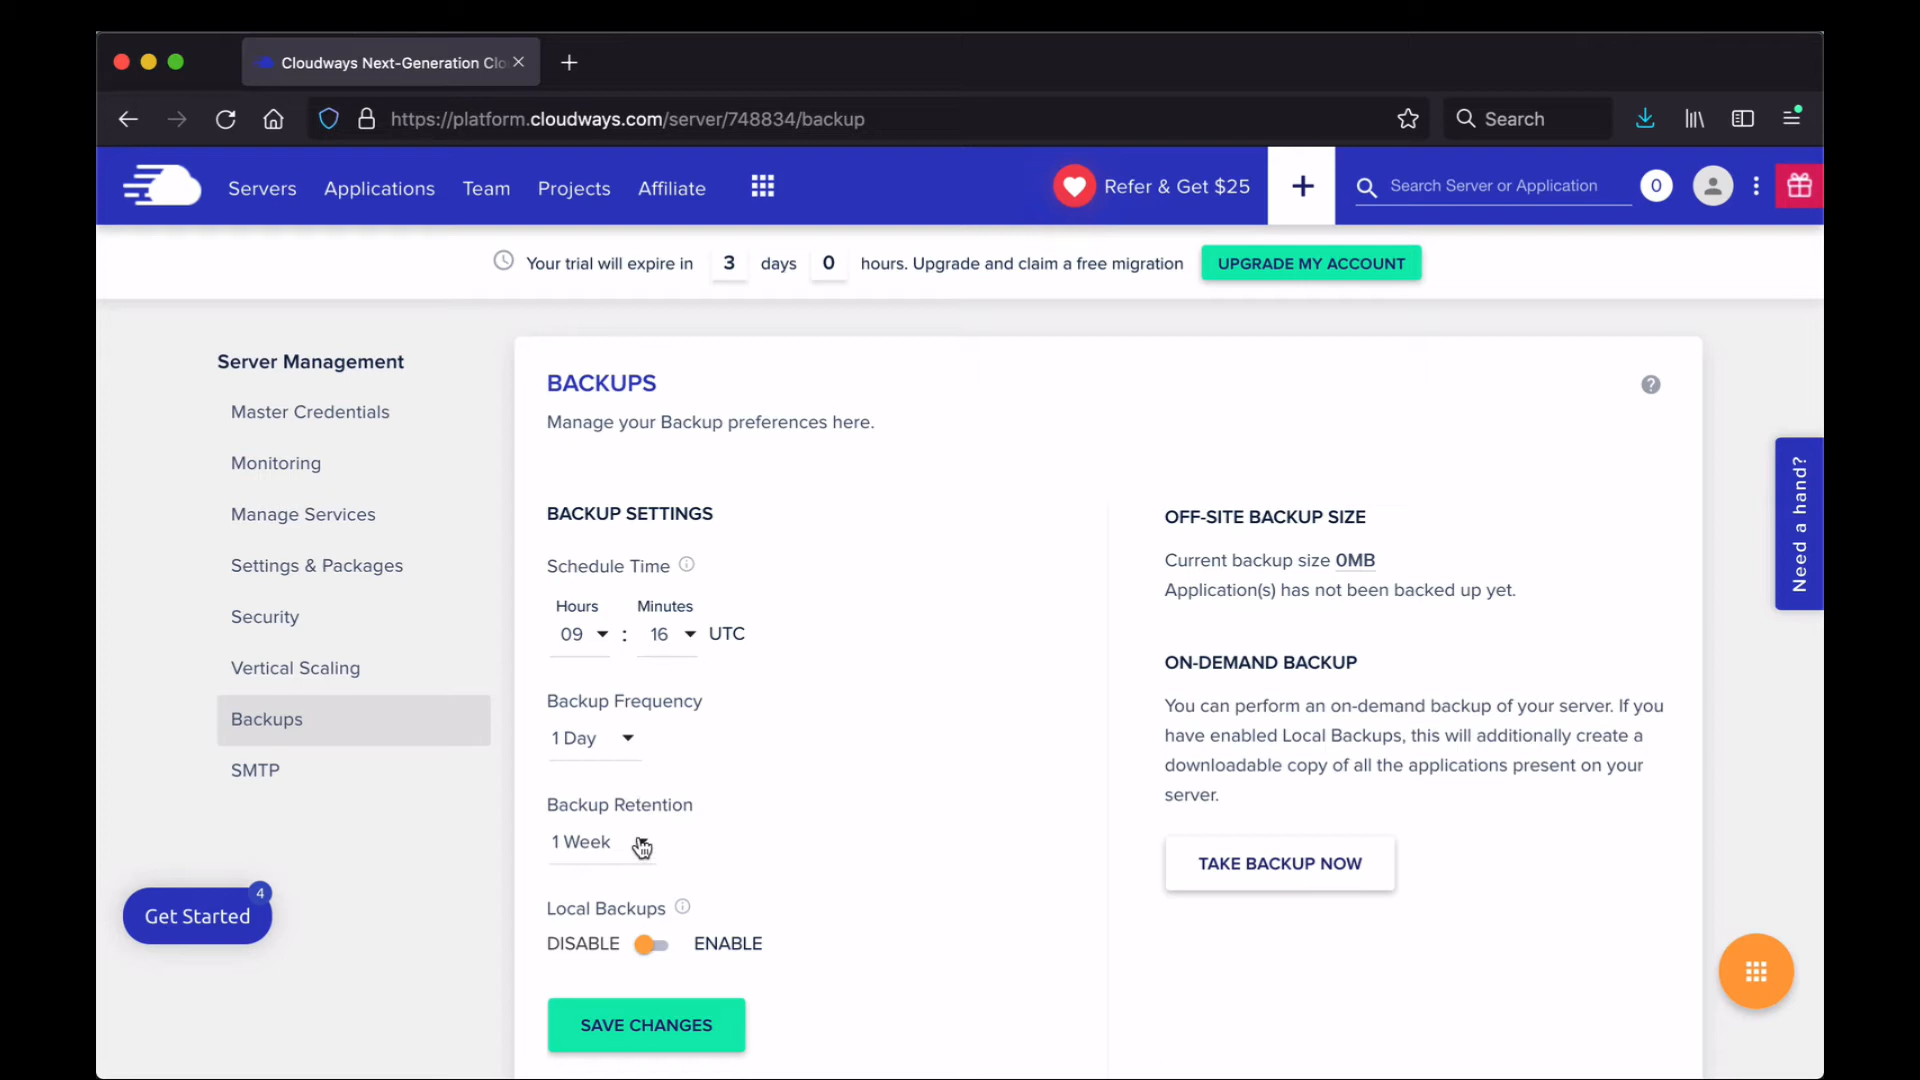 Cloudways Next-Generation Clo
https://platform.cloudways.com/server/748834/backup
Search
Servers
Applications
Team
Projects
Affiliate
Refer & Get $25
+
Search Server or Application
0
Your trial will expire in 3 days 0 hours. Upgrade and claim a free migration
UPGRADE MY ACCOUNT
Server Management
Master Credentials
Monitoring
Manage Services
Settings & Packages
Security
Vertical Scaling
Backups
SMTP
Get Started
4
BACKUPS
Manage your Backup preferences here.
BACKUP SETTINGS
Schedule Time
Hours Minutes
09 : 16 UTC
Backup Frequency
1 Day
Backup Retention
1 Week
Local Backups
DISABLE ENABLE
SAVE CHANGES
OFF-SITE BACKUP SIZE
Current backup size 0MB
Application(s) has not been backed up yet.
ON-DEMAND BACKUP
You can perform an on-demand backup of your server. If you
have enabled Local Backups, this will additionally create a
downloadable copy of all the applications present on your
server.
TAKE BACKUP NOW
Need a hand?